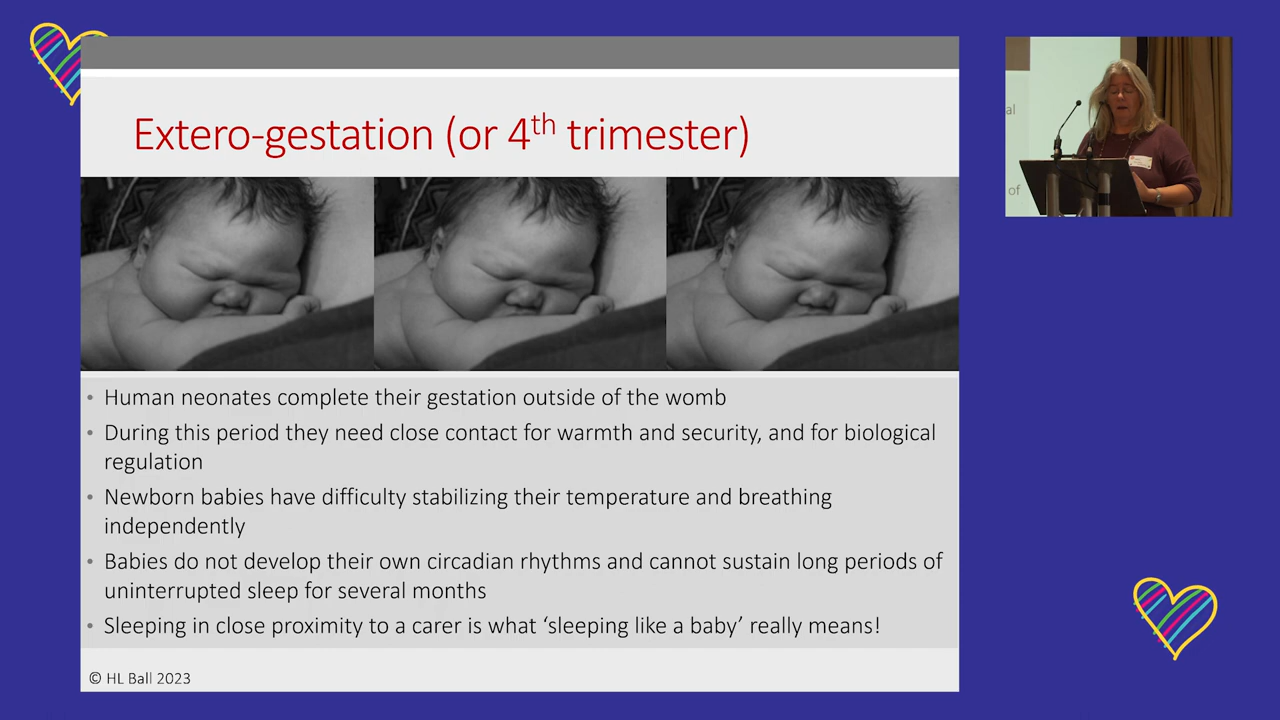 Extero-gestation (or 4th trimester)
• Human neonates complete their gestation outside of the womb
• During this period they need close contact for warmth and security, and for biological
regulation
• Newborn babies have difficulty stabilizing their temperature and breathing
independently
• Babies do not develop their own circadian rhythms and cannot sustain long periods of
uninterrupted sleep for several months
• Sleeping in close proximity to a carer is what ‘sleeping like a baby’ really means!
© HL Ball 2023
al
of